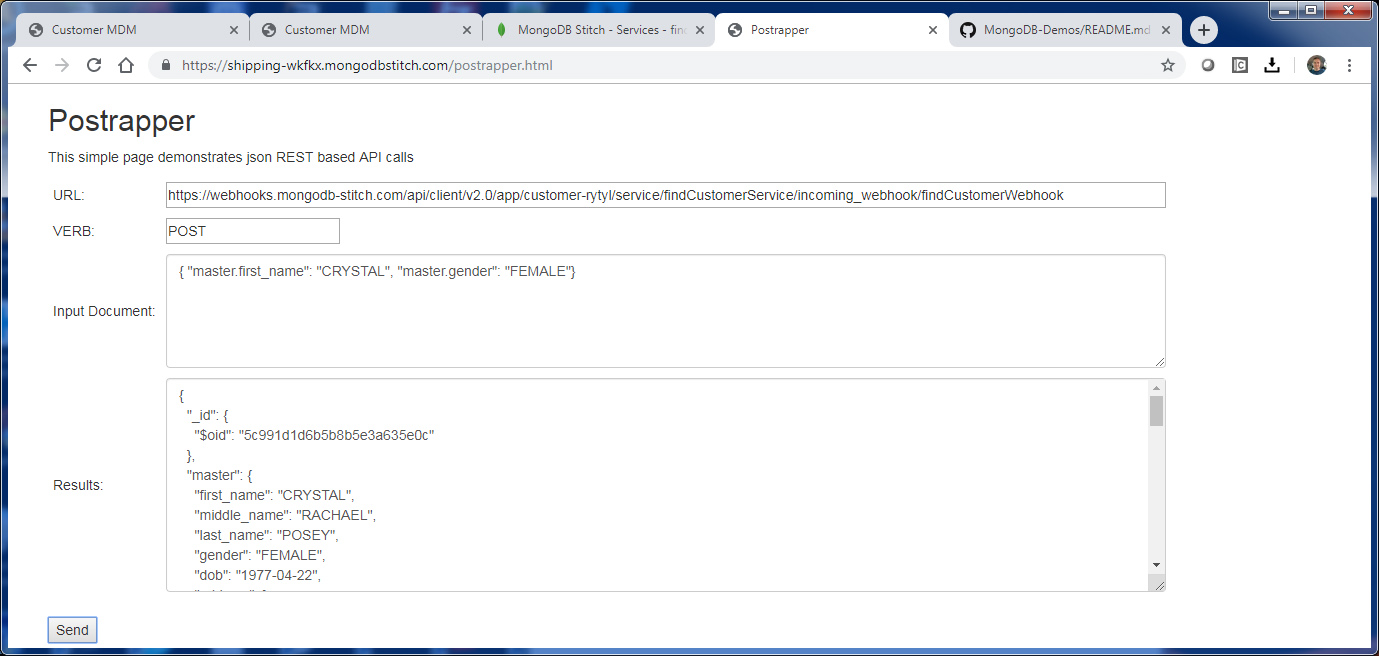 Customer MDM
Customer MDM
MongoDB Stitch - Services - fin
Postrapper
MongoDB-Demos/README.md
https://shipping-wkfkx.mongodbstitch.com/postrapper.html
Postrapper
This simple page demonstrates json REST based API calls
URL:
https://webhooks.mongodb-stitch.com/api/client/v2.0/app/customer-rytyl/service/findCustomerService/incoming_webhook/findCustomerWebhook
VERB:
POST
Input Document:
{ "master.first_name": "CRYSTAL", "master.gender": "FEMALE"}
Results:
{
"_id": {
"$oid": "5c991d1d6b5b8b5e3a635e0c"
},
"master": {
"first_name": "CRYSTAL",
"middle_name": "RACHAEL",
"last_name": "POSEY",
"gender": "FEMALE",
"dob": "1977-04-22",
Send